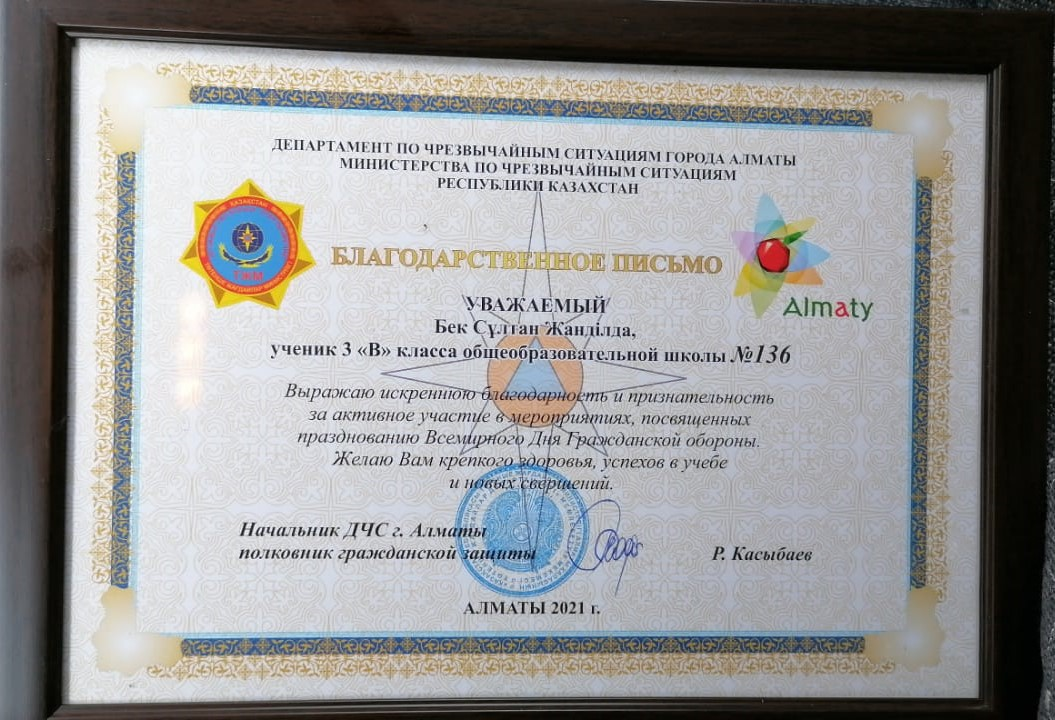 ДЕПАРТАМЕНТ ПО ЧРЕЗВЫЧАЙНЫМ СИТУАЦИЯМ ГОРОДА АЛМАТЫ
МИНИСТЕРСТВА ПО ЧРЕЗВЫЧАЙНЫМ СИТУАЦИЯМ
РЕСПУБЛИКИ КАЗАХСТАН
ҚАЗАҚСТАН
ТЖМ
БЛАГОДАРСТВЕННОЕ ПИСЬМО
Almaty
УВАЖАЕМЫЙ
Бек Сұлтан Жанділда,
ученик 3 «В» класса общеобразовательной школы №136
Выражаю искреннюю благодарность и признательность
за активное участие в мероприятиях, посвященных
празднованию Всемирного Дня Гражданской обороны.
Желаю Вам крепкого здоровья, успехов в учебе
и новых свершений.
Начальник ДЧС г. Алматы
полковник гражданской защиты
Р. Касыбаев
АЛМАТЫ 2021 г.